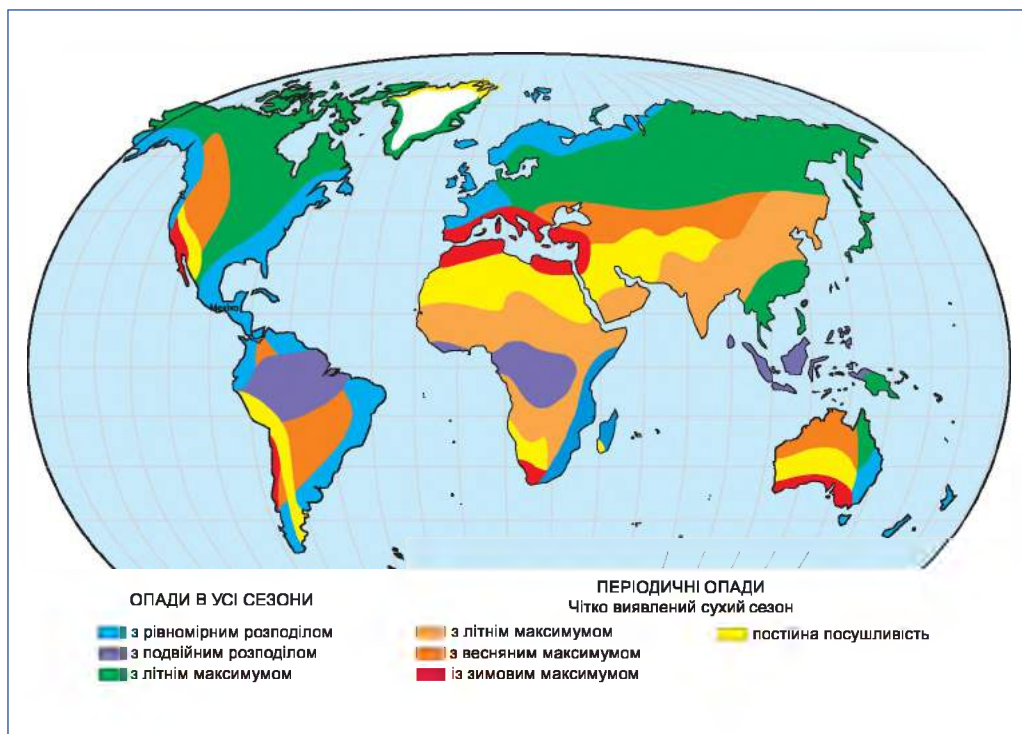 Мехіко
ОПАДИ В УСІ СЕЗОНИ
з рівномірним розподілом
з подвійним розподілом
з літнім максимумом
ПЕРІОДИЧНІ ОПАДИ
Чітко виявлений сухий сезон
з літнім максимумом
з весняним максимумом
із зимовим максимумом
постійна посушливість